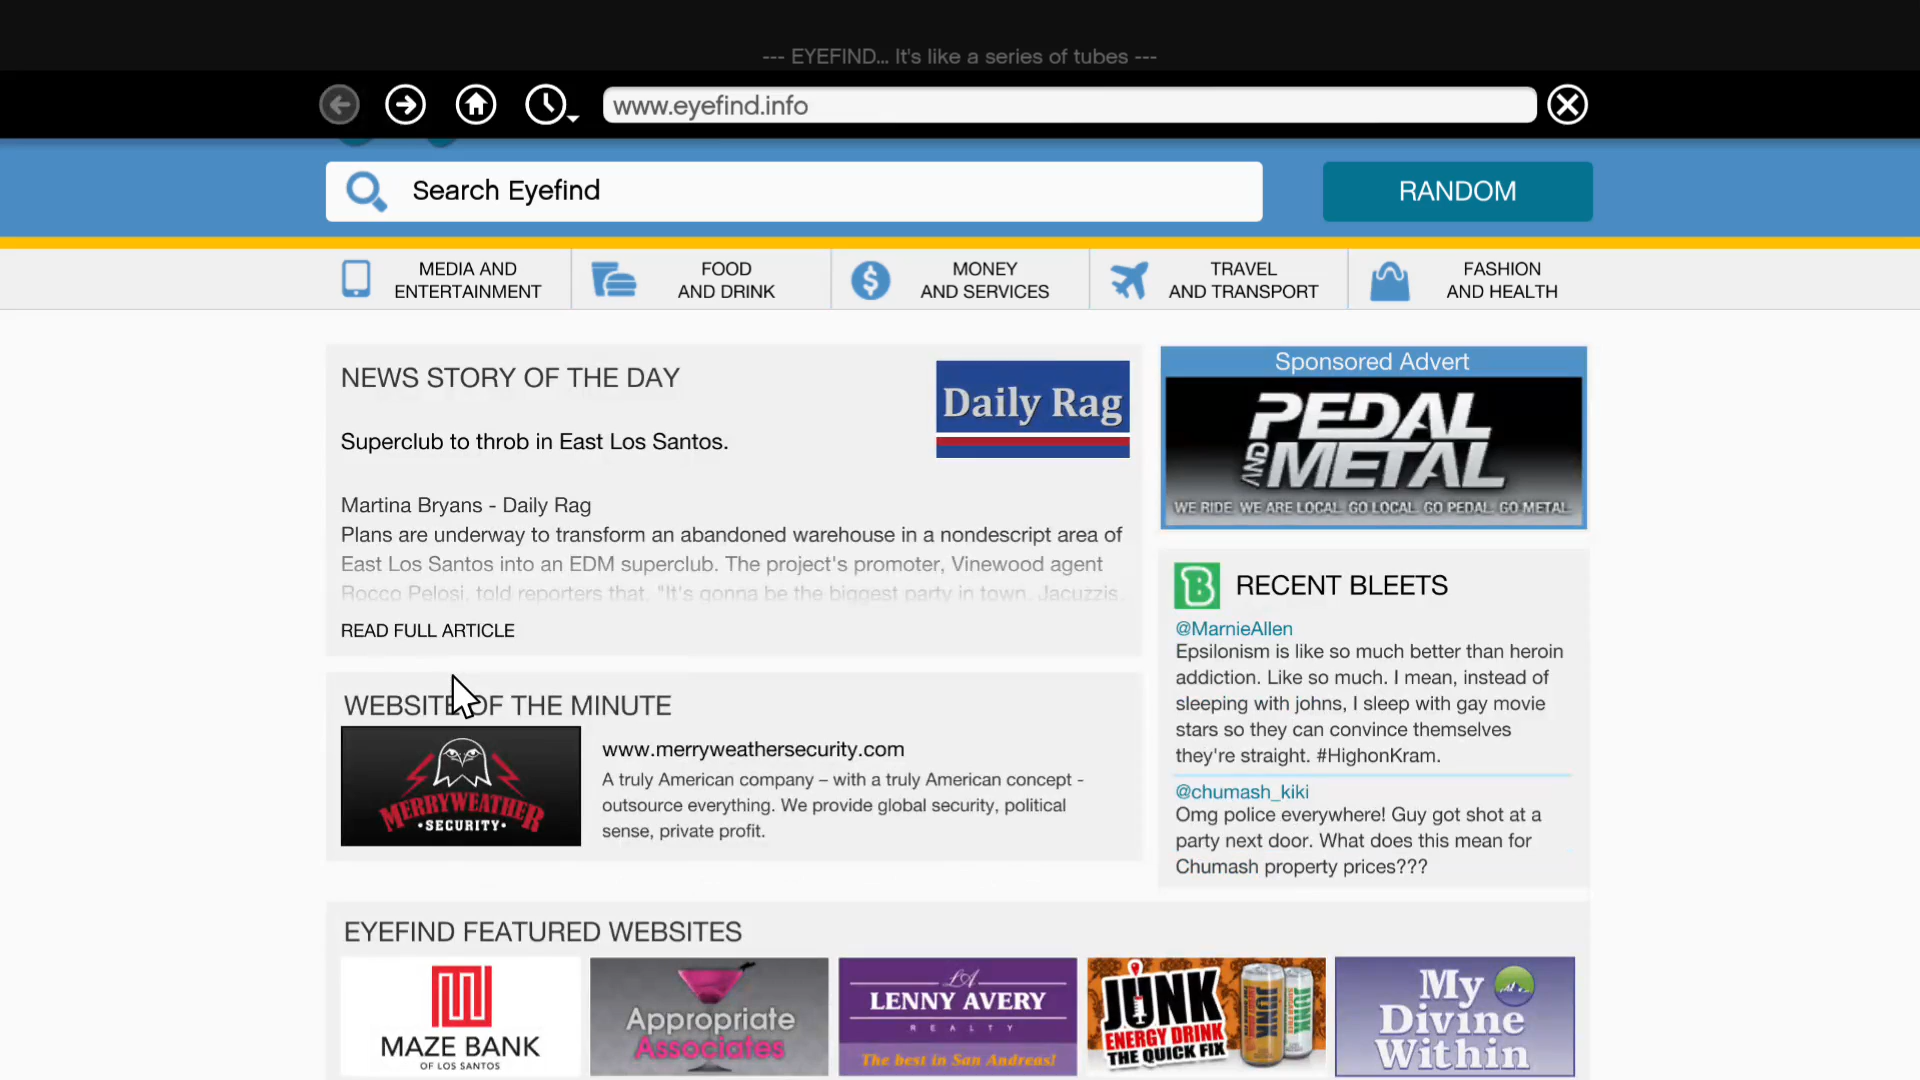 --- EYEFIND... It's like a series of tubes ---
www.eyefind.info
Search Eyefind
RANDOM
MEDIA AND
ENTERTAINMENT
FOOD
AND DRINK
MONEY
AND SERVICES
TRAVEL
AND TRANSPORT
FASHION
AND HEALTH
NEWS STORY OF THE DAY
Daily Rag
Superclub to throb in East Los Santos.
Martina Bryans - Daily Rag
Plans are underway to transform an abandoned warehouse in a nondescript area of
East Los Santos into an EDM superclub. The project's promoter, Vinewood agent
Rocco Pelosi, told reporters that, "It's gonna be the biggest party in town. Jacuzzis,
READ FULL ARTICLE
WEBSITE OF THE MINUTE
MERRYWEATHER
•SECURITY•
www.merryweathersecurity.com
A truly American company – with a truly American concept -
outsource everything. We provide global security, political
sense, private profit.
Sponsored Advert
PEDAL
AND METAL
WE RIDE. WE ARE LOCAL. GO LOCAL. GO PEDAL. GO METAL.
B RECENT BLEETS
@MarnieAllen
Epsilonism is like so much better than heroin
addiction. Like so much. I mean, instead of
sleeping with johns, I sleep with gay movie
stars so they can convince themselves
they're straight. #HighonKram.
@chumash_kiki
Omg police everywhere! Guy got shot at a
party next door. What does this mean for
Chumash property prices???
EYEFIND FEATURED WEBSITES
MAZE BANK
OF LOS SANTOS
Appropriate
Associates
LA
LENNY AVERY
REALTY
The best in San Andreas!
JUNK
ENERGY DRINK
THE QUICK FIX
JUNK
JUNK
My
Divine
Within